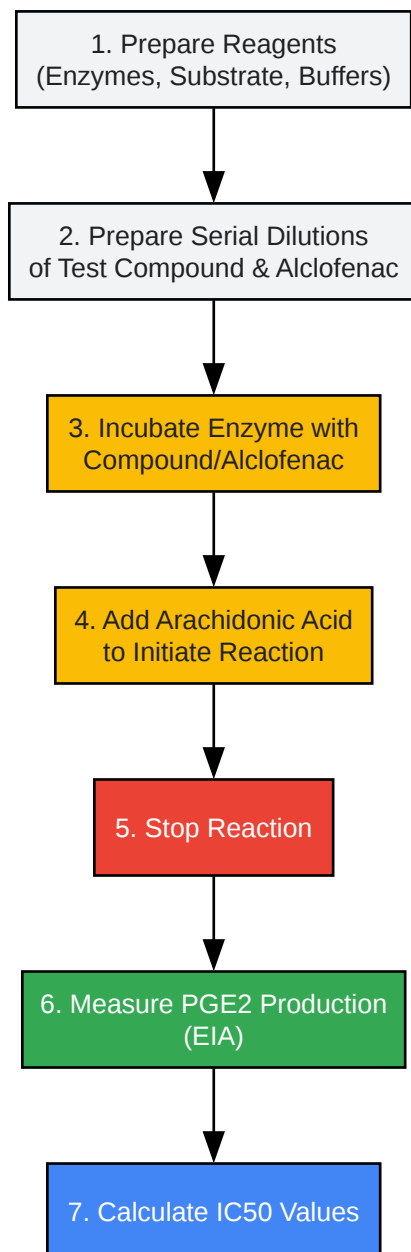 1. Prepare Reagents
(Enzymes, Substrate, Buffers)
2. Prepare Serial Dilutions
of Test Compound & Alclofenac
3. Incubate Enzyme with
Compound/Alclofenac
4. Add Arachidonic Acid
to Initiate Reaction
5. Stop Reaction
6. Measure PGE2 Production
(EIA)
7. Calculate IC50 Values